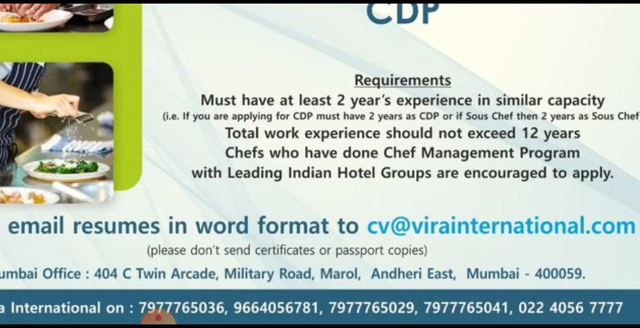 CDP
Requirements
Must have at least 2 year's experience in similar capacity
(i.e. If you are applying for CDP must have 2 years as CDP or if Sous Chef then 2 years as Sous Chef
Total work experience should not exceed 12 years
Chefs who have done Chef Management Program
with Leading Indian Hotel Groups are encouraged to apply.
email resumes in word format to cv@virainternational.com
(please don't send certificates or passport copies)
umbai Office : 404 C Twin Arcade, Military Road, Marol, Andheri East, Mumbai - 400059.
a International on : 7977765036, 9664056781, 7977765029, 7977765041, 022 4056 7777